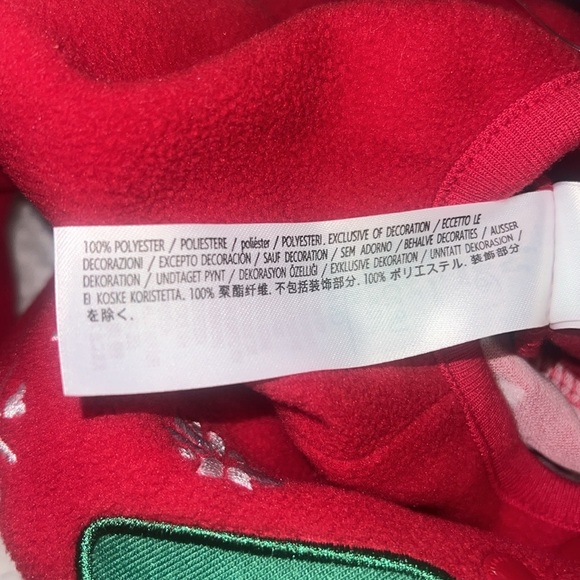 100% POLYESTER / POLIESTERE / poliéster / POLYESTERI. EXCLUSIVE OF DECORATION / ECCETTO LE
DECORAZIONI / EXCEPTO DECORACIÓN / SAUF DECORATION / SEM ADORNO / BEHALVE DECORATIES / AUSSER
DEKORATION / UNDTAGET PYNT / DEKORASYON ÖZELLIĞI / EXKLUSIVE DEKORATION / UNNTATT DEKORASJON /
EI KOSKE KORISTETTA. 100% 聚酯纤维. 不包括装饰部分. 100% ポリエステル. 装飾部分
を除く.